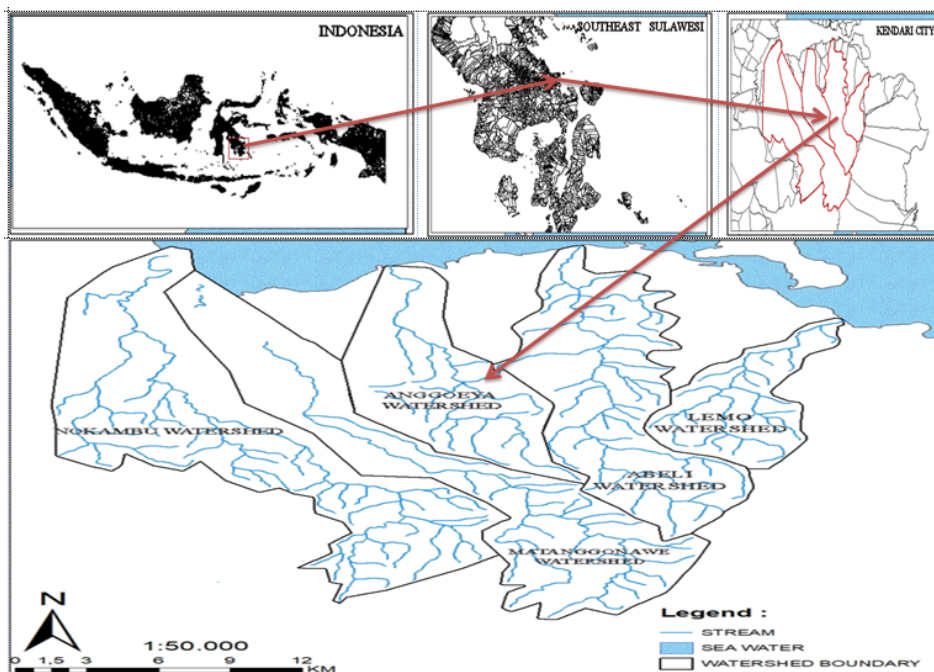 INDONESIA
SOUTHEAST SULAWESI
KENDARI CITY
ANGGOEYA
WATERSHED
NOKAMBU WATERSHED
LEMO
WATERSHED
ABELI
WATERSHED
MATANGGONAWE
WATERSHED
N
1:50.000
0 1,5 3 6 9 12
KM
Legend :
STREAM
SEA WATER
WATERSHED BOUNDARY